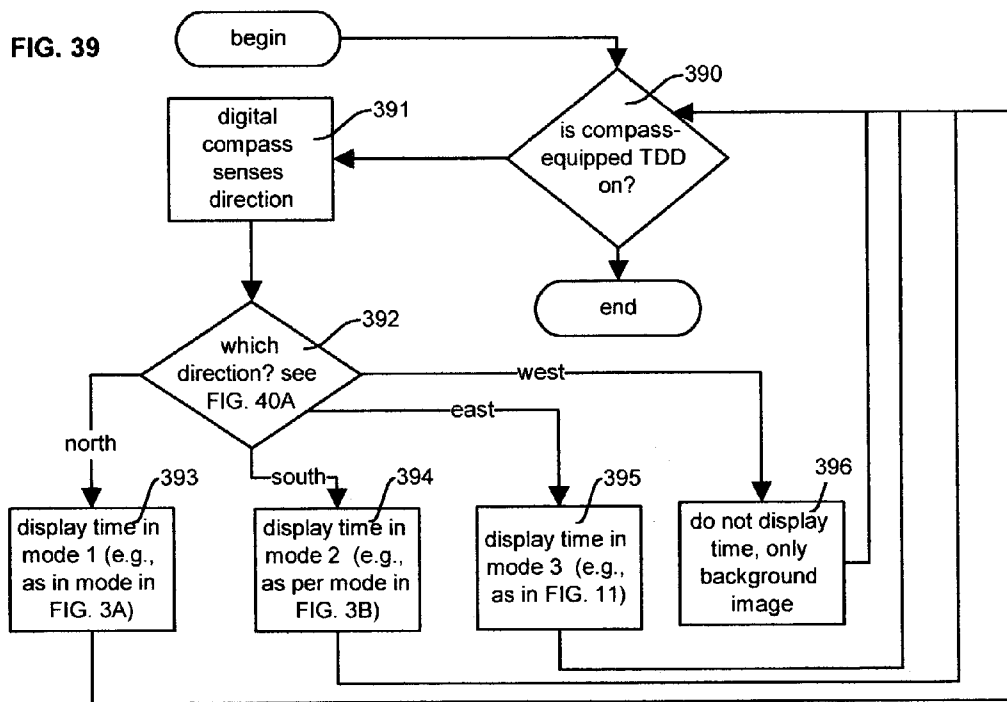 FIG. 39
begin
390
is compass-
equipped TDD
on?
391
digital
compass
senses
direction
end
392
which
direction? see
FIG. 40A
west
east
north
south
393
display time in
mode 1 (e.g.,
as in mode in
FIG. 3A)
394
display time in
mode 2 (e.g.,
as per mode in
FIG. 3B)
395
display time in
mode 3 (e.g.,
as in FIG. 11)
396
do not display
time, only
background
image